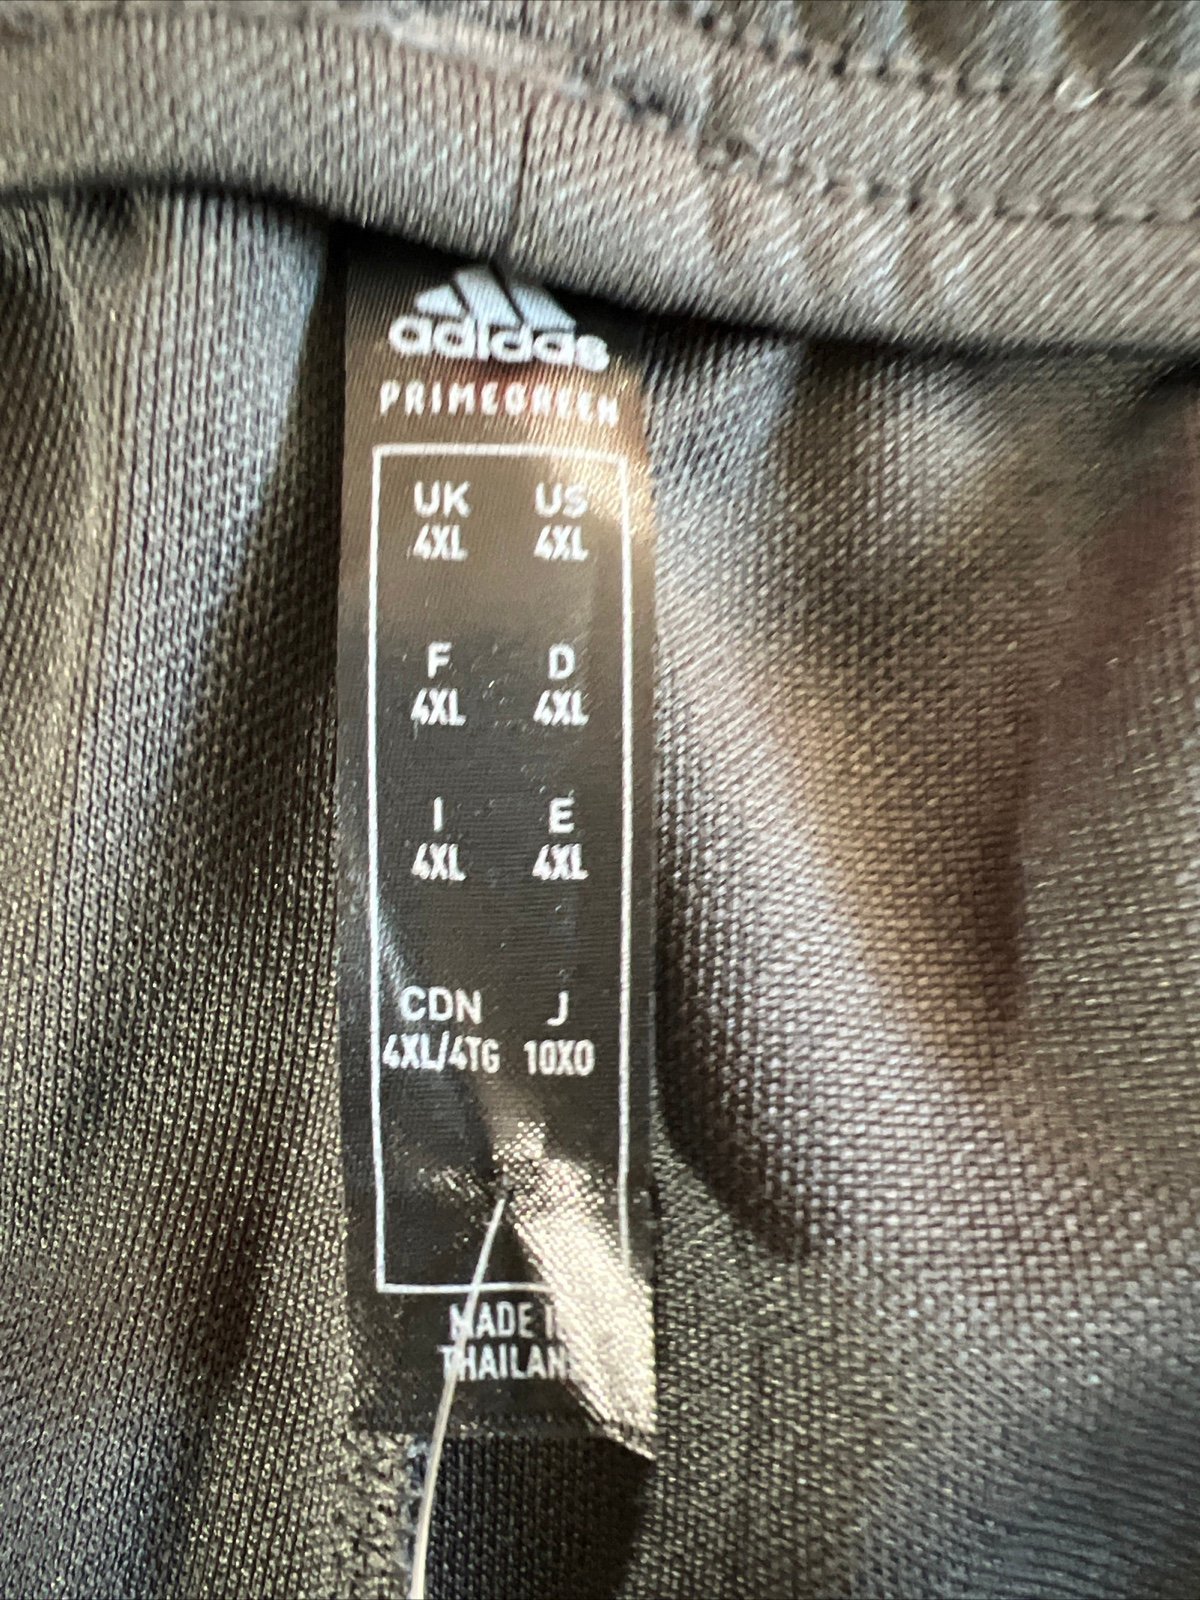 adidas
PRIMEGREEN
UK US
4XL 4XL
F D
4XL 4XL
I E
4XL 4XL
CDN J
4XL/4TG 10XO
MADE
THAILAN